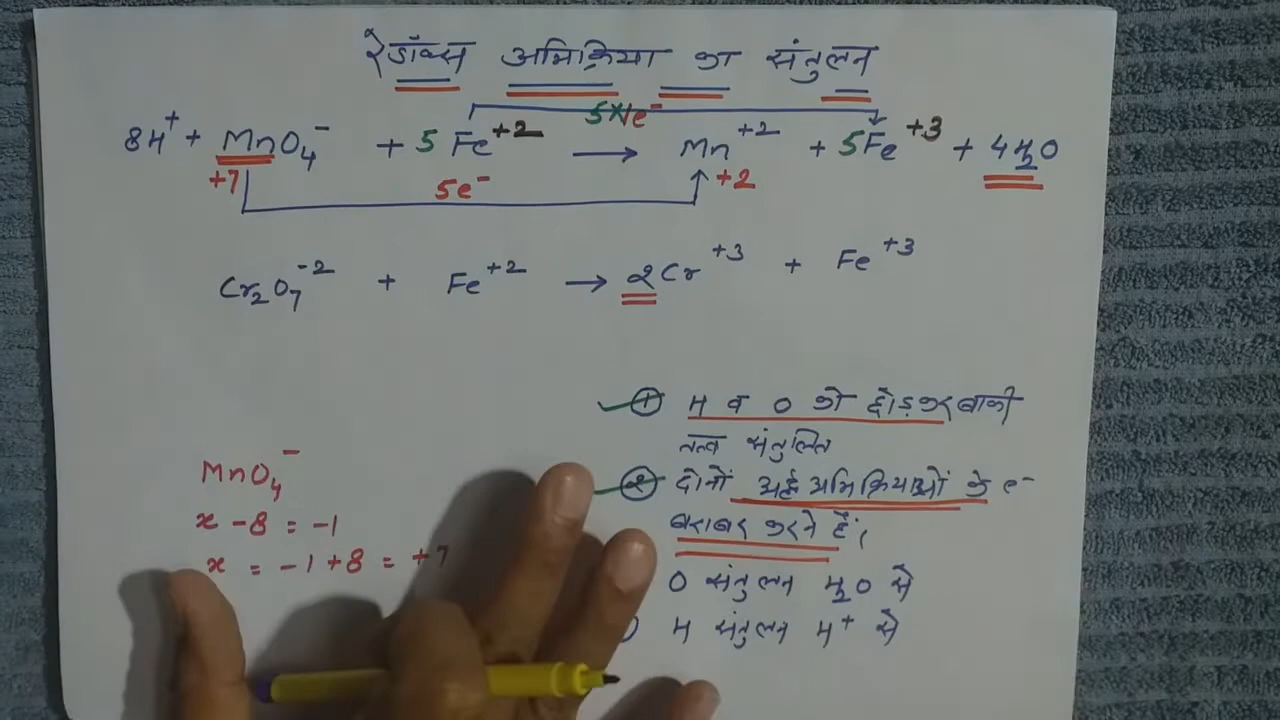 रेडॉक्स अभिक्रिया का संतुलन
5×1e⁻
8H⁺ + MnO₄⁻ + 5 Fe⁺² → Mn⁺² + 5Fe⁺³ + 4H₂O
+7 5e⁻ +2
Cr₂O₇⁻² + Fe⁺² → 2Cr⁺³ + Fe⁺³
① H व O को छोड़कर बाकी
तत्व संतुलित
② दोनों अर्द्ध अभिक्रियाओं के e⁻
बराबर करते हैं।
O संतुलन H₂O से
H संतुलन H⁺ से
MnO₄⁻
x - 8 = -1
x = -1 + 8 = +7